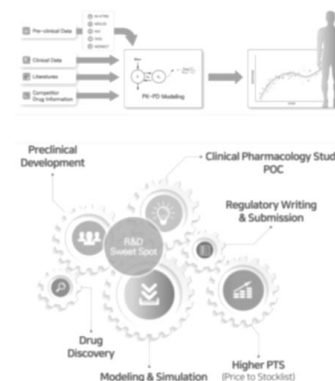 Pre-clinical Data
Clinical Data
Literatures
Competitor
Drug Information
PK-PD Modeling
Preclinical
Development
Clinical Pharmacology Stud
POC
Regulatory Writing
& Submission
R&D
Sweet Spot
Drug
Discovery
Modeling & Simulation
Higher PTS
(Price to Stocklist)